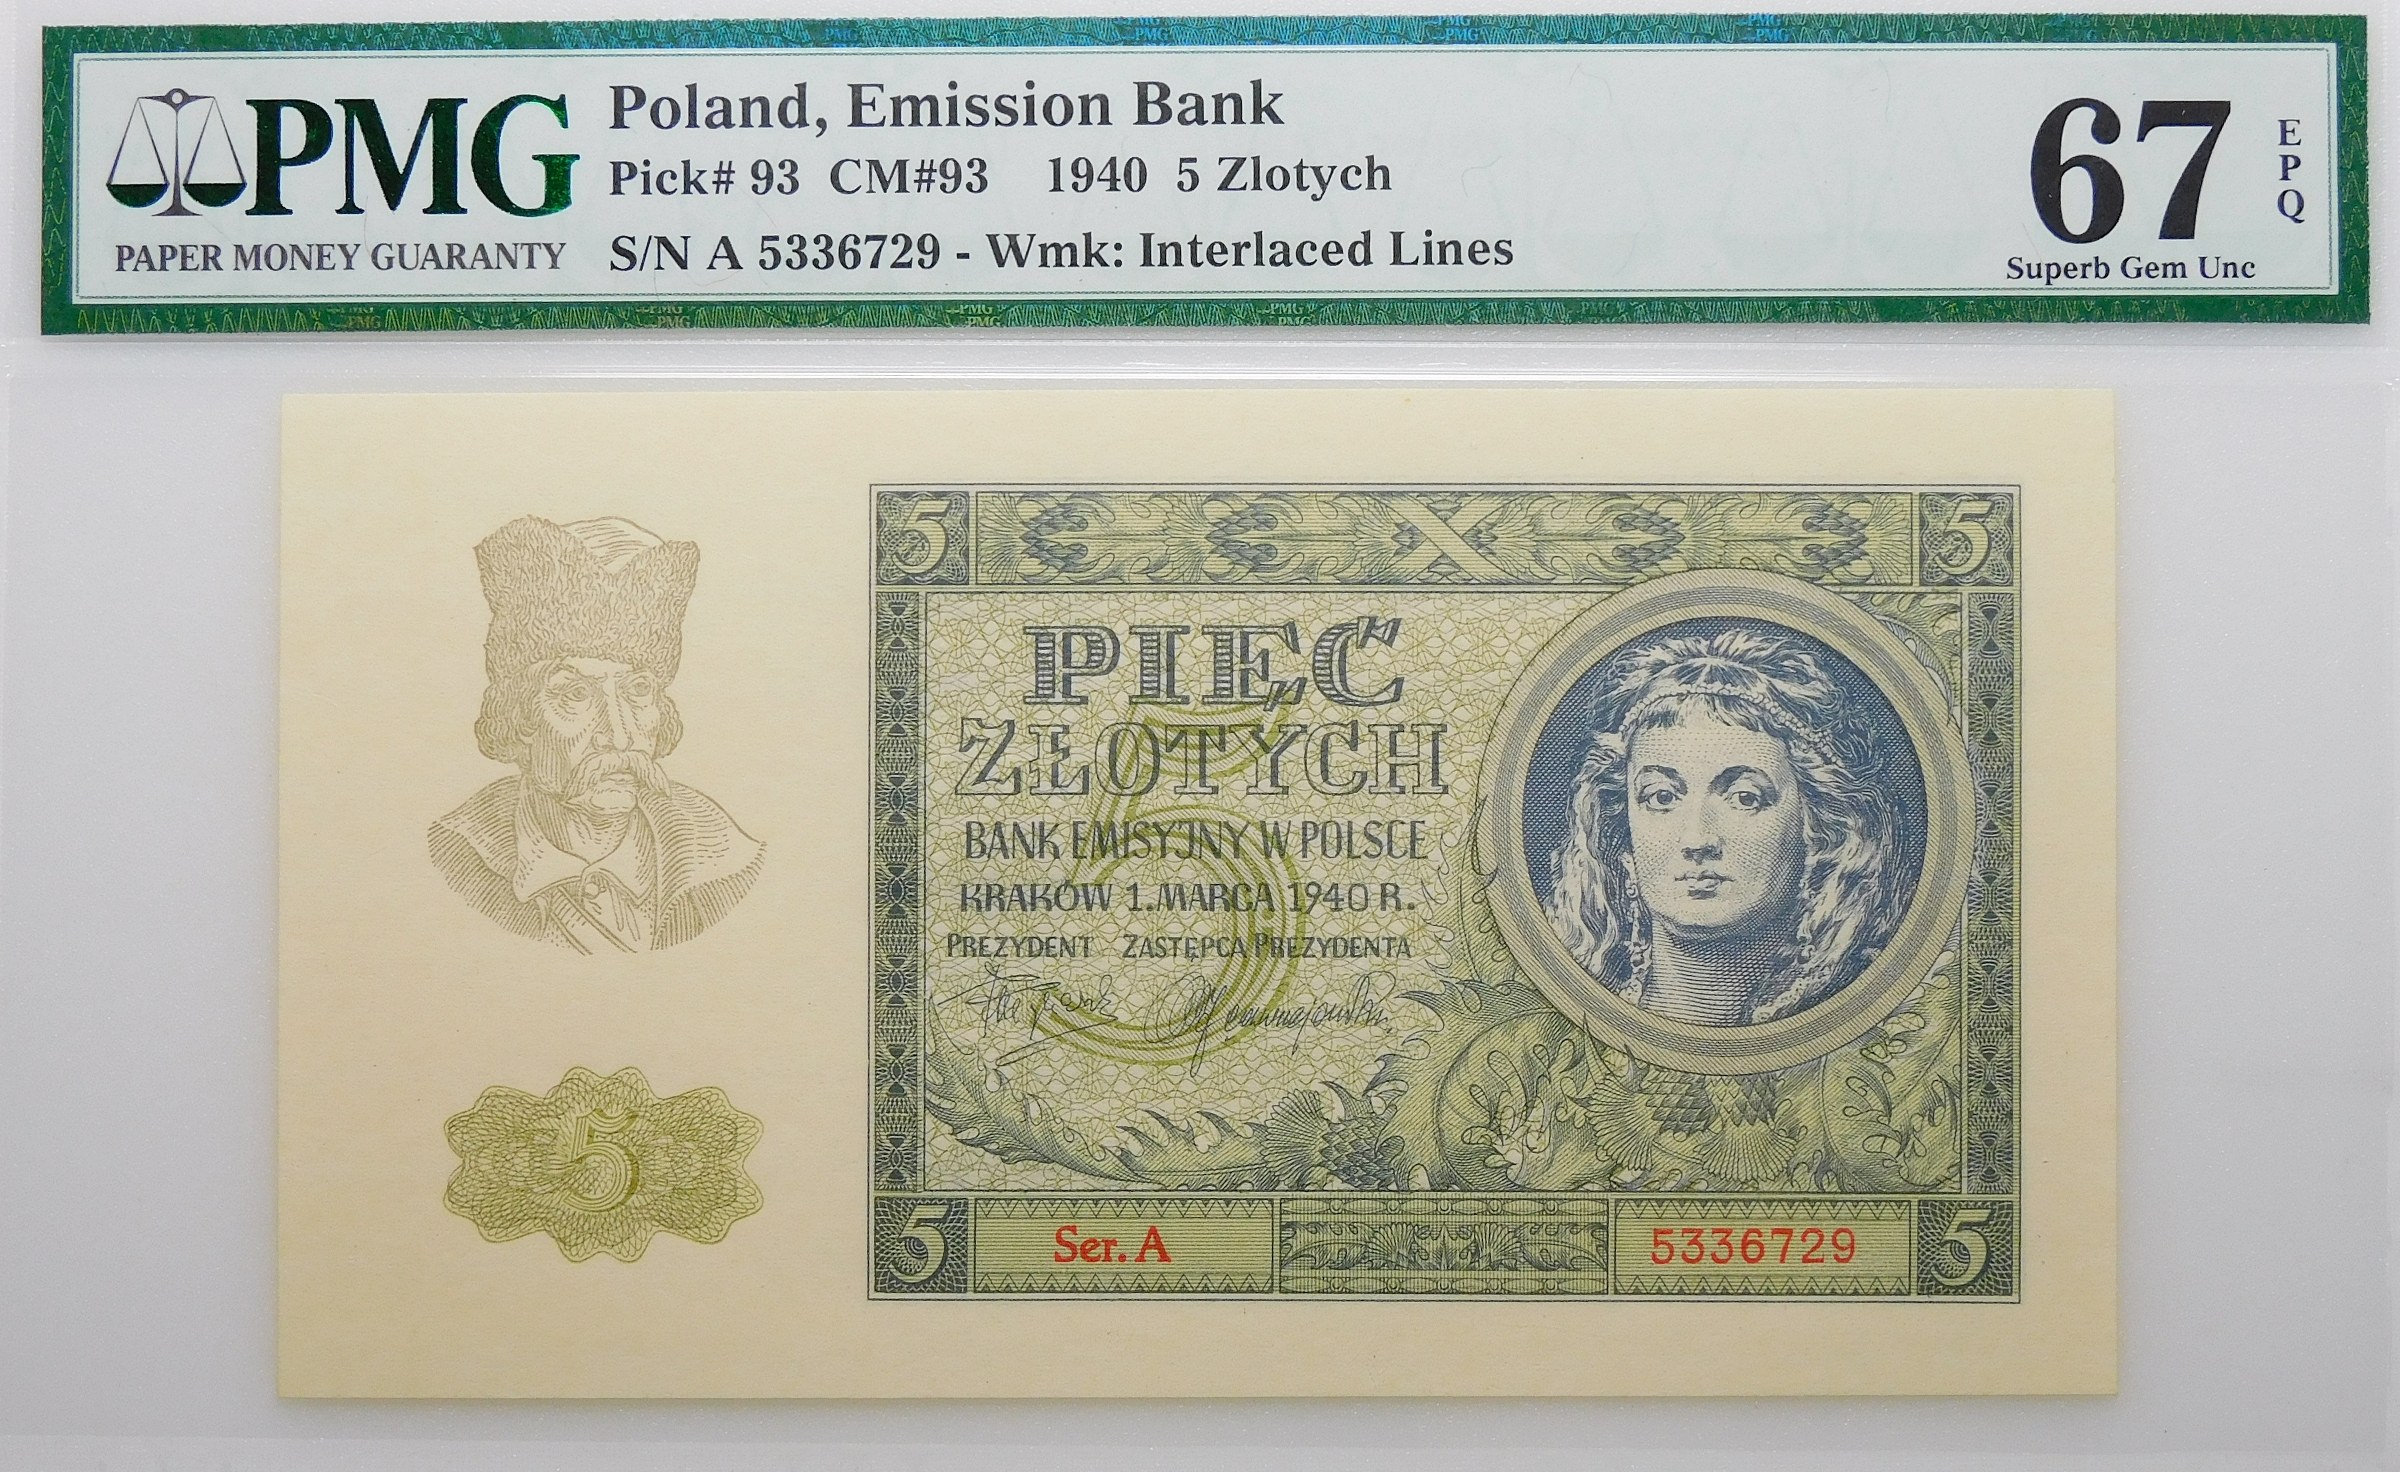 PMG
PAPER MONEY GUARANTY
Poland, Emission Bank
Pick# 93 CM#93 1940 5 Zlotych
S/N A 5336729 - Wmk: Interlaced Lines
67
EPQ
Superb Gem Unc
5 5
PIĘĆ
ZŁOTYCH
5
BANK EMISYJNY W POLSCE
KRAKÓW 1. MARCA 1940 R.
PREZYDENT ZASTĘPCA PREZYDENTA
5
5 Ser. A 5336729 5